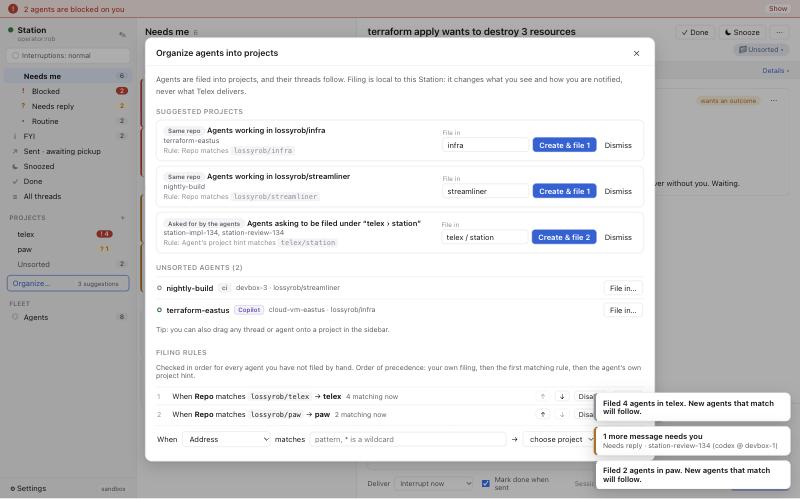 2 agents are blocked on you
Show
Station
operator:rob
Interruptions: normal
Needs me 6
Blocked 2
Needs reply 2
Routine 2
FYI 2
Sent · awaiting pickup
Snoozed
Done
All threads
PROJECTS +
telex ! 4
paw ? 1
Unsorted 2
Organize... 3 suggestions
FLEET
Agents 8
Settings sandbox
Needs me 6
terraform apply wants to destroy 3 resources
Done
Snooze
Unsorted
Details
wants an outcome
ver without you. Waiting.
Deliver Interrupt now
Mark done when sent
Organize agents into projects
Agents are filed into projects, and their threads follow. Filing is local to this Station: it changes what you see and how you are notified,
never what Telex delivers.
SUGGESTED PROJECTS
Same repo Agents working in lossyrob/infra
terraform-eastus
Rule: Repo matches lossyrob/infra
File in
infra
Create & file 1
Dismiss
Same repo Agents working in lossyrob/streamliner
nightly-build
Rule: Repo matches lossyrob/streamliner
File in
streamliner
Create & file 1
Dismiss
Asked for by the agents Agents asking to be filed under "telex › station"
station-impl-134, station-review-134
Rule: Agent's project hint matches telex/station
File in
telex / station
Create & file 2
Dismiss
UNSORTED AGENTS (2)
nightly-build ci devbox-3 · lossyrob/streamliner File in...
terraform-eastus Copilot cloud-vm-eastus · lossyrob/infra File in...
Tip: you can also drag any thread or agent onto a project in the sidebar.
FILING RULES
Checked in order for every agent you have not filed by hand. Order of precedence: your own filing, then the first matching rule, then the agent's own
project hint.
1 When Repo matches lossyrob/telex → telex 4 matching now ↑ ↓
2 When Repo matches lossyrob/paw → paw 2 matching now ↑ ↓
When Address matches pattern, * is a wildcard → choose project
Filed 4 agents in telex. New agents that match
will follow.
1 more message needs you
Needs reply · station-review-134 (codex @ devbox-1)
Filed 2 agents in paw. New agents that match
will follow.